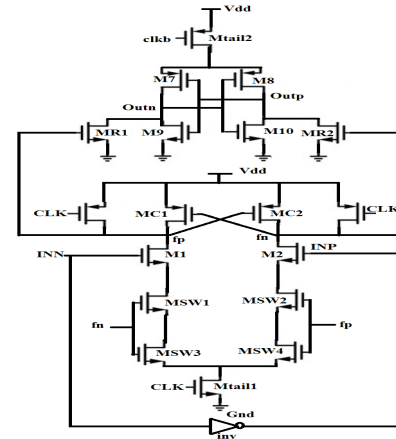 Vdd
clkb
Mtail2
M7
M8
Outn
Outp
MR1
M9
M10
MR2
Vdd
CLK
MC1
MC2
CLK
fp
fn
INN
M1
M2
INP
MSW1
MSW2
fn
fp
MSW3
MSW4
CLK
Mtail1
Gnd
inv